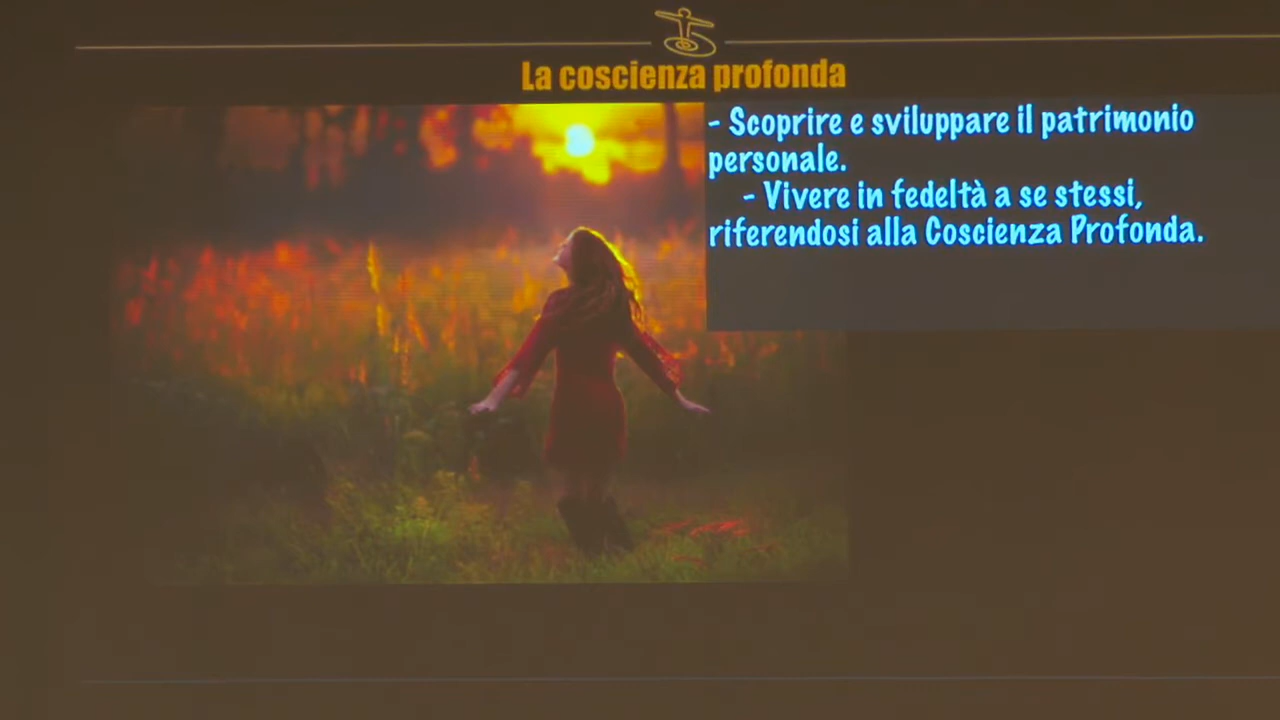 La coscienza profonda
- Scoprire e sviluppare il patrimonio
personale.
- Vivere in fedeltà a se stessi,
riferendosi alla Coscienza Profonda.